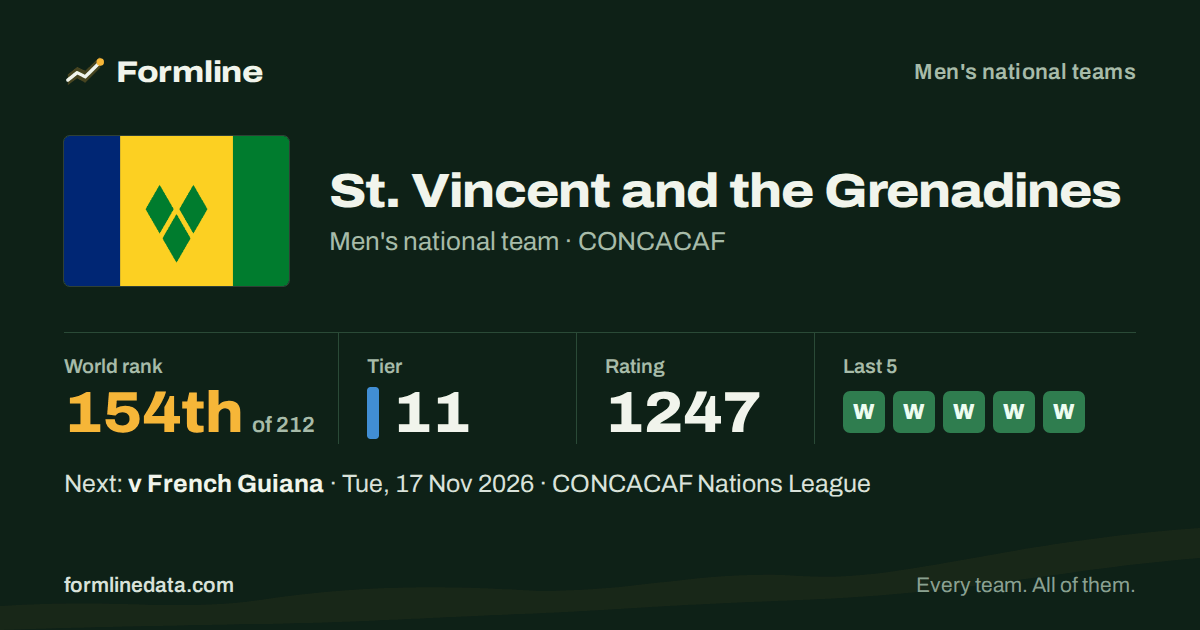 Formline
Men's national teams
St. Vincent and the Grenadines
Men's national team · CONCACAF
World rank
154th of 212
Tier
11
Rating
1247
Last 5
W W W W W
Next: v French Guiana · Tue, 17 Nov 2026 · CONCACAF Nations League
formlinedata.com
Every team. All of them.